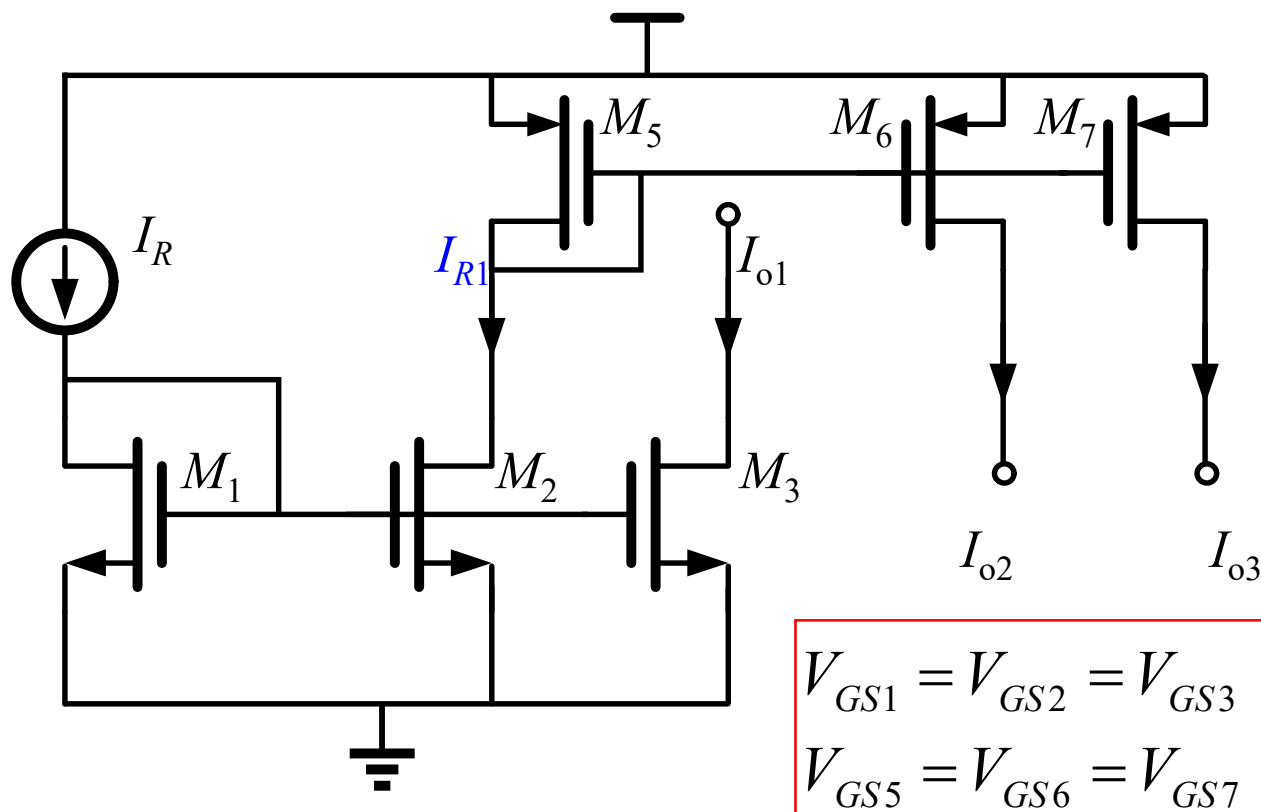 M5
M6
M7
IR
IR1
Io1
M1
M2
M3
Io2
Io3
VGS1 = VGS2 = VGS3
VGS5 = VGS6 = VGS7